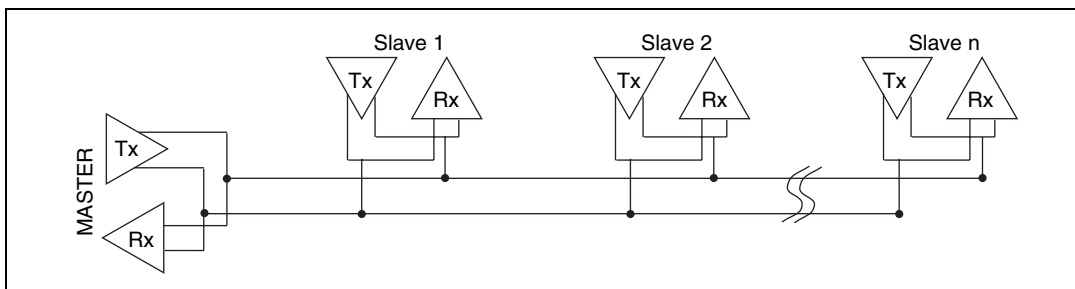 Slave 1
Slave 2
Slave n
Tx
Rx
Tx
Rx
Tx
Rx
MASTER
Tx
Rx